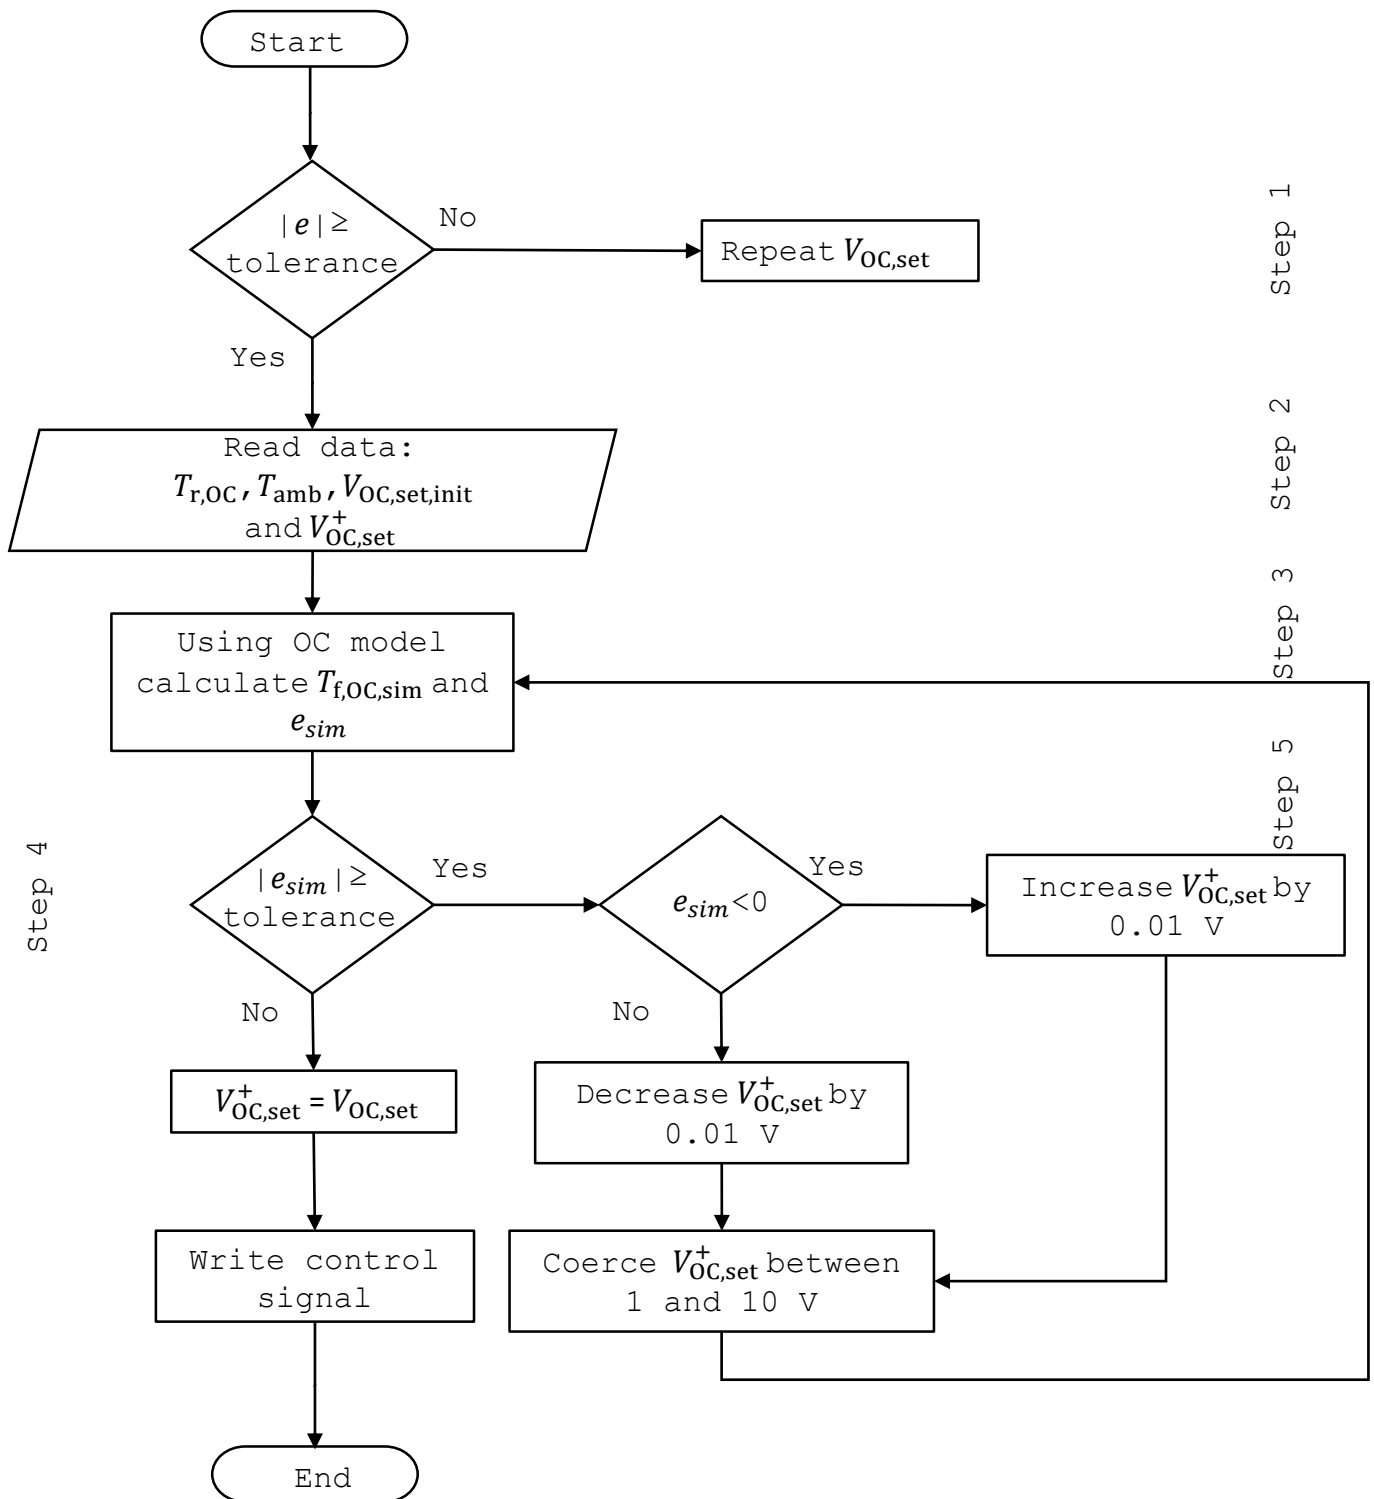 Start
|e|≥
tolerance
No
Repeat V_OC,set
Step 1
Yes
Read data:
T_r,OC, T_amb, V_OC,set,init
and V⁺_OC,set
Step 2
Using OC model
calculate T_f,OC,sim and
e_sim
Step 3
|e_sim|≥
tolerance
Yes
e_sim<0
Yes
Increase V⁺_OC,set by
0.01 V
Step 5
Step 4
No
No
V⁺_OC,set = V_OC,set
Decrease V⁺_OC,set by
0.01 V
Write control
signal
Coerce V⁺_OC,set between
1 and 10 V
End